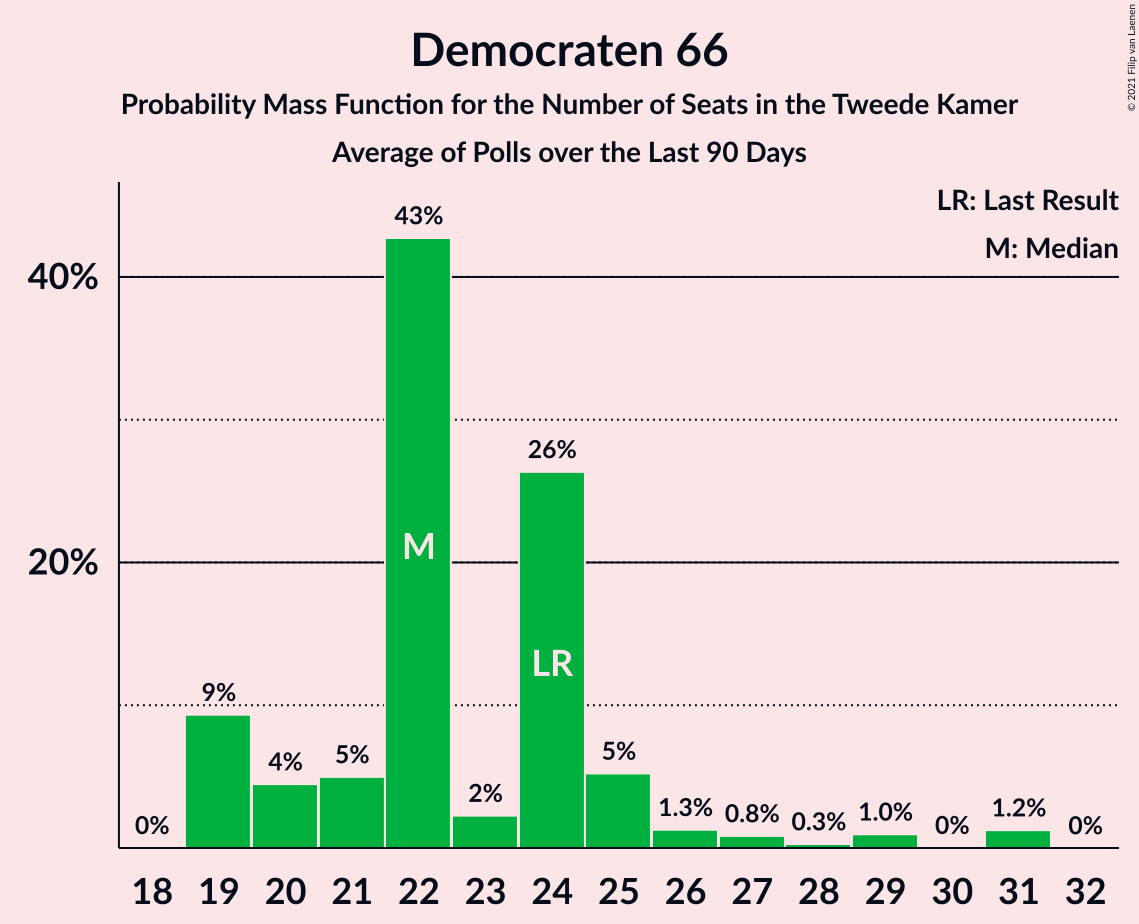 Democraten 66
Probability Mass Function for the Number of Seats in the Tweede Kamer
Average of Polls over the Last 90 Days
© 2021 Filip van Laenen
LR: Last Result
M: Median
40%
20%
0%
9%
4%
5%
43%
2%
26%
5%
1.3%
0.8%
0.3%
1.0%
0%
1.2%
0%
M
LR
18 19 20 21 22 23 24 25 26 27 28 29 30 31 32